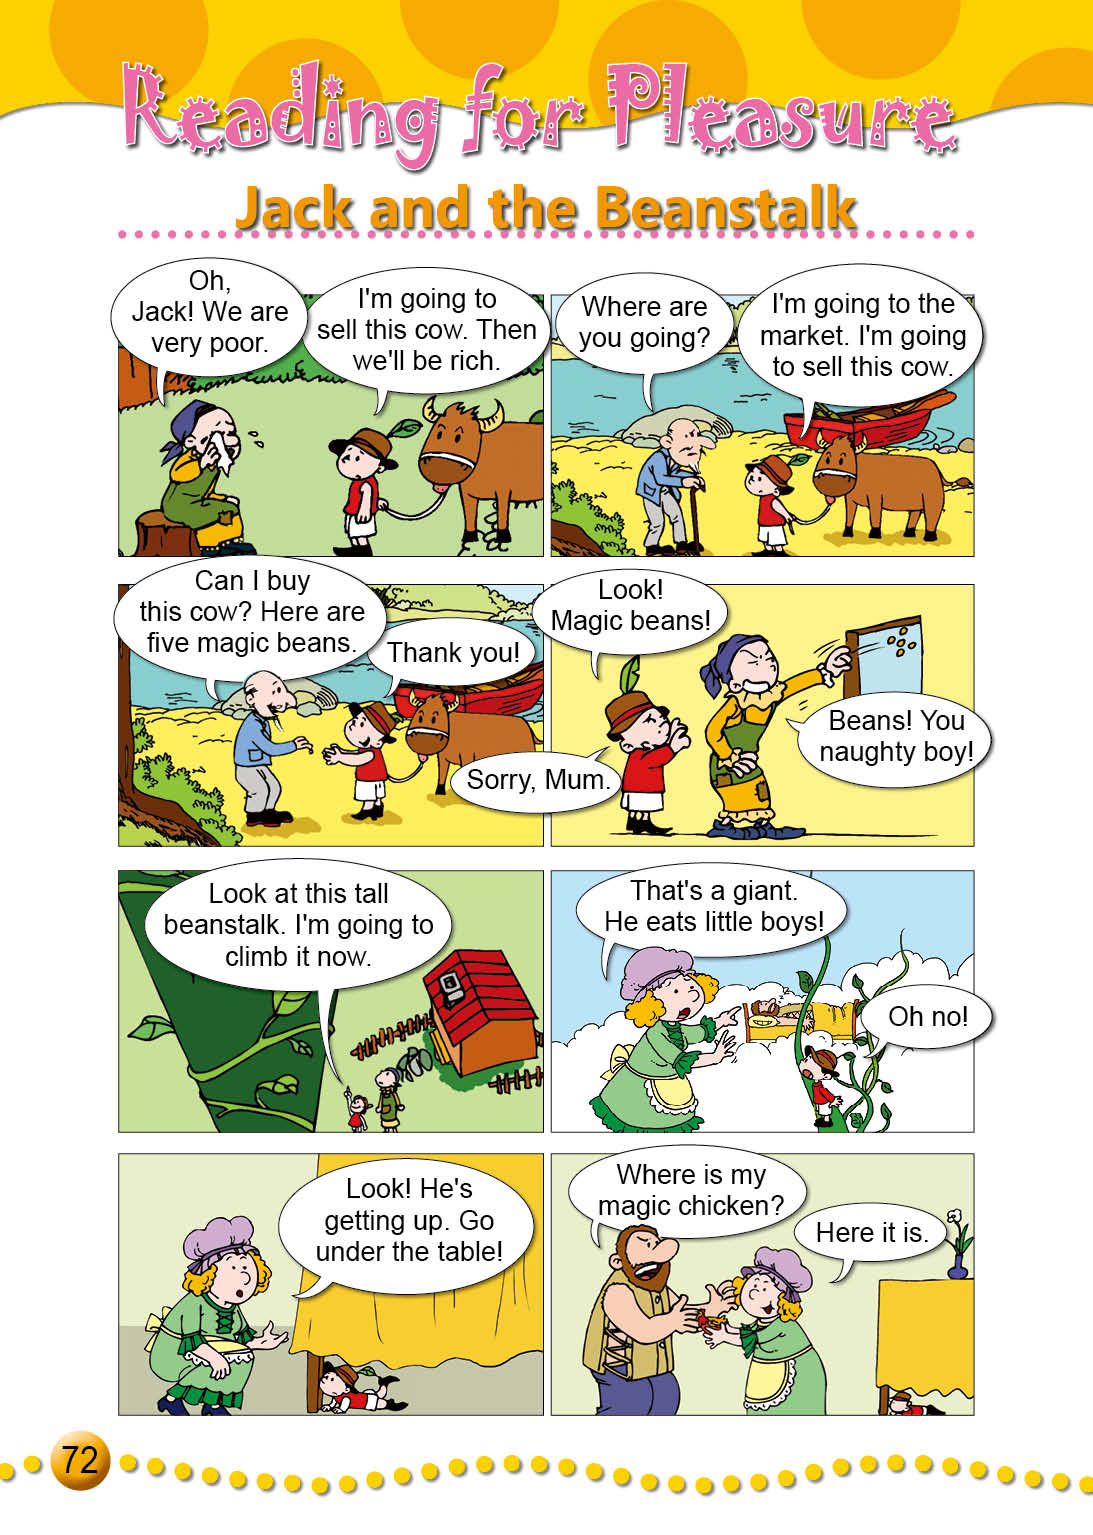 Reading for Pleasure
Jack and the Beanstalk
Oh,
Jack! We are
very poor.
I'm going to
sell this cow. Then
we'll be rich.
Where are
you going?
I'm going to the
market. I'm going
to sell this cow.
Can I buy
this cow? Here are
five magic beans.
Thank you!
Look!
Magic beans!
Beans! You
naughty boy!
Sorry, Mum.
Look at this tall
beanstalk. I'm going to
climb it now.
That's a giant.
He eats little boys!
Oh no!
Look! He's
getting up. Go
under the table!
Where is my
magic chicken?
Here it is.
72